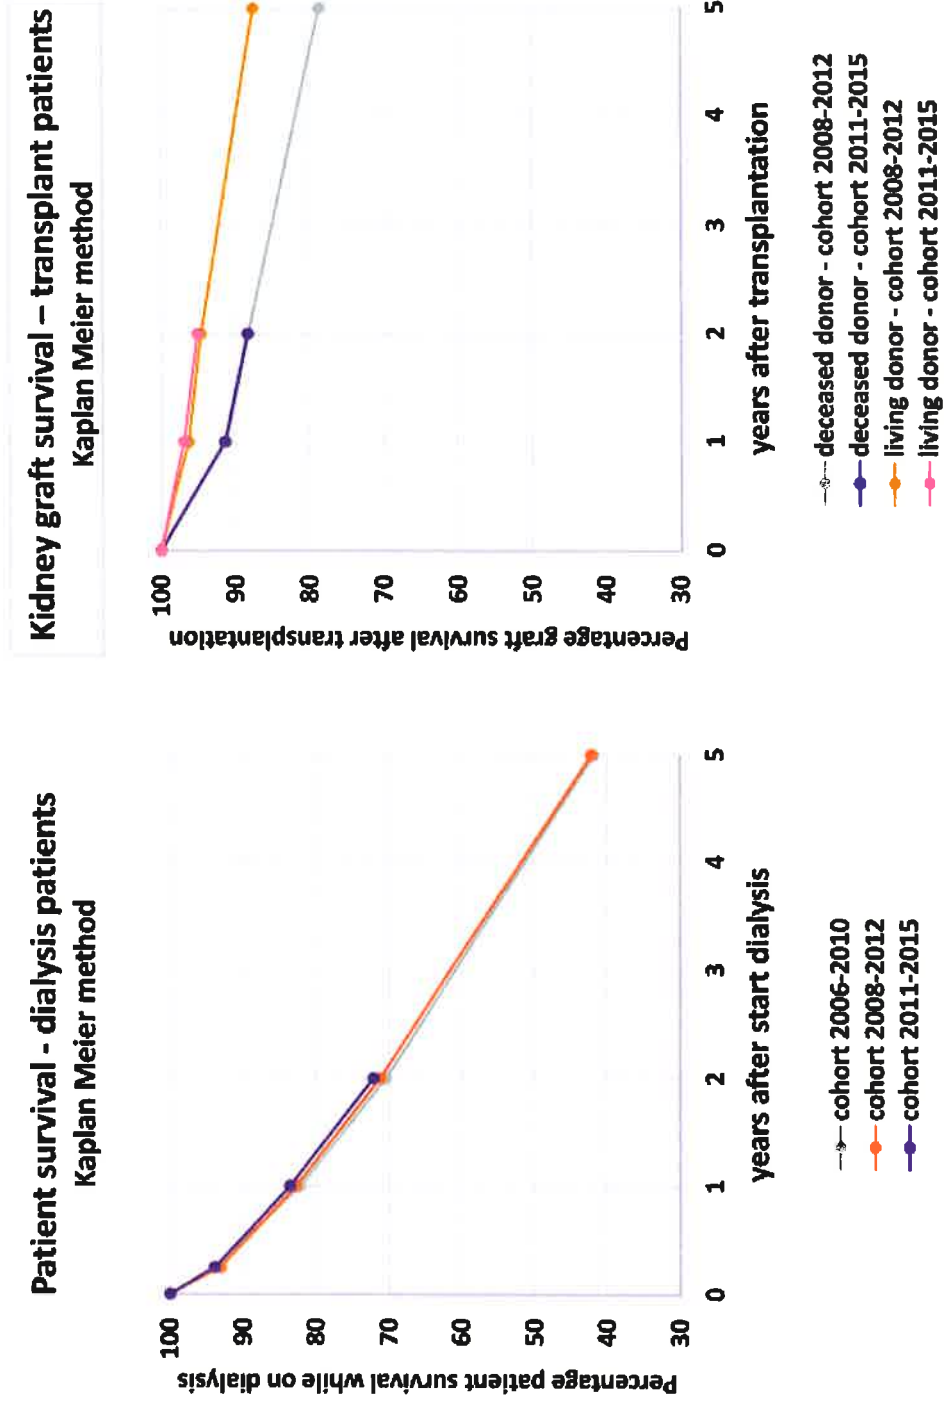 Patient survival - dialysis patients
Kaplan Meier method
Percentage patient survival while on dialysis
100
90
80
70
60
50
40
30
0
1
2
3
4
5
years after start dialysis
cohort 2006-2010
cohort 2008-2012
cohort 2011-2015
Kidney graft survival – transplant patients
Kaplan Meier method
Percentage graft survival after transplantation
100
90
80
70
60
50
40
30
0
1
2
3
4
5
years after transplantation
deceased donor - cohort 2008-2012
deceased donor - cohort 2011-2015
living donor - cohort 2008-2012
living donor - cohort 2011-2015